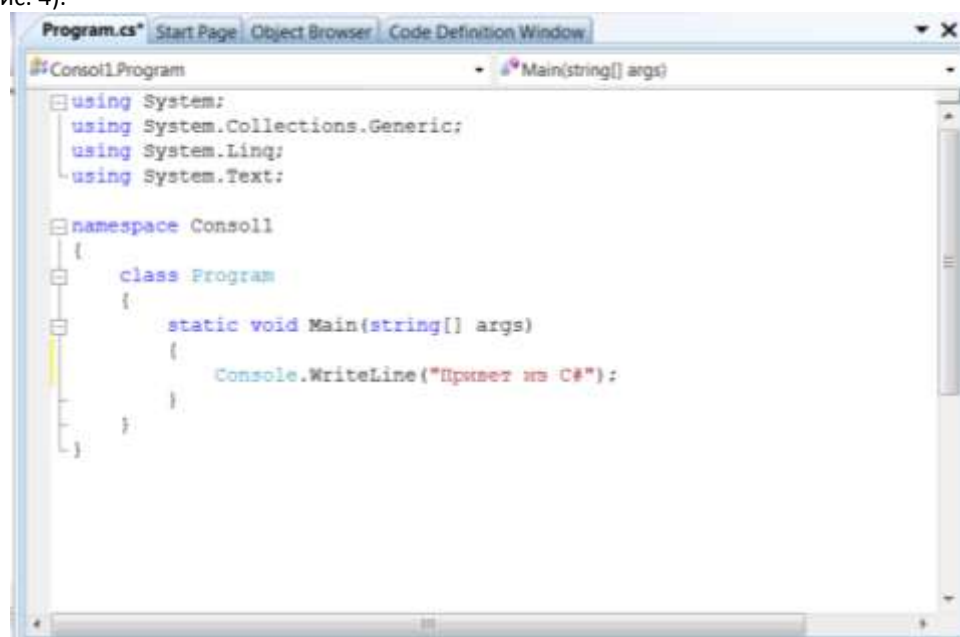 ис. 4).
Program.cs* Start Page Object Browser Code Definition Window
Consol1.Program Main(string[] args)
using System;
using System.Collections.Generic;
using System.Linq;
using System.Text;
namespace Consol1
{
class Program
{
static void Main(string[] args)
{
Console.WriteLine("Привет из C#");
}
}
}